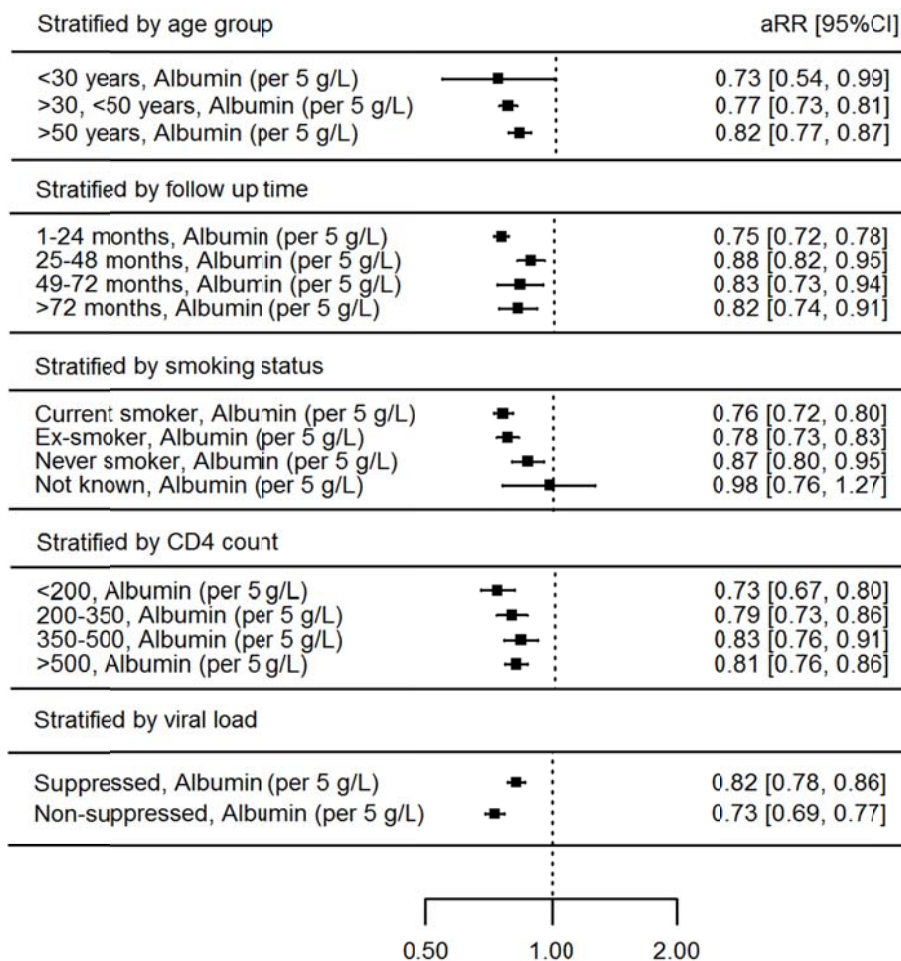 Stratified by age group aRR [95%CI]
<30 years, Albumin (per 5 g/L) 0.73 [0.54, 0.99]
>30, <50 years, Albumin (per 5 g/L) 0.77 [0.73, 0.81]
>50 years, Albumin (per 5 g/L) 0.82 [0.77, 0.87]
Stratified by follow up time
1-24 months, Albumin (per 5 g/L) 0.75 [0.72, 0.78]
25-48 months, Albumin (per 5 g/L) 0.88 [0.82, 0.95]
49-72 months, Albumin (per 5 g/L) 0.83 [0.73, 0.94]
>72 months, Albumin (per 5 g/L) 0.82 [0.74, 0.91]
Stratified by smoking status
Current smoker, Albumin (per 5 g/L) 0.76 [0.72, 0.80]
Ex-smoker, Albumin (per 5 g/L) 0.78 [0.73, 0.83]
Never smoker, Albumin (per 5 g/L) 0.87 [0.80, 0.95]
Not known, Albumin (per 5 g/L) 0.98 [0.76, 1.27]
Stratified by CD4 count
<200, Albumin (per 5 g/L) 0.73 [0.67, 0.80]
200-350, Albumin (per 5 g/L) 0.79 [0.73, 0.86]
350-500, Albumin (per 5 g/L) 0.83 [0.76, 0.91]
>500, Albumin (per 5 g/L) 0.81 [0.76, 0.86]
Stratified by viral load
Suppressed, Albumin (per 5 g/L) 0.82 [0.78, 0.86]
Non-suppressed, Albumin (per 5 g/L) 0.73 [0.69, 0.77]
0.50 1.00 2.00